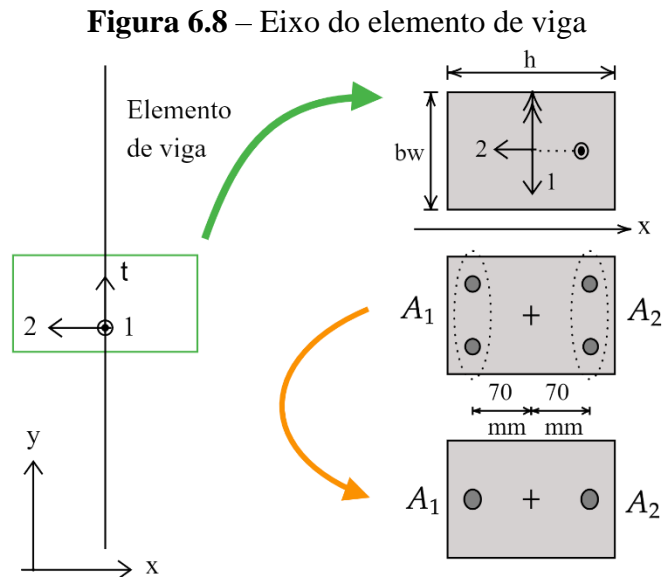 Figura 6.8 – Eixo do elemento de viga
Elemento
de viga
t
2
1
y
x
h
bw
2
1
x
A₁
A₂
70
70
mm
mm
A₁
A₂